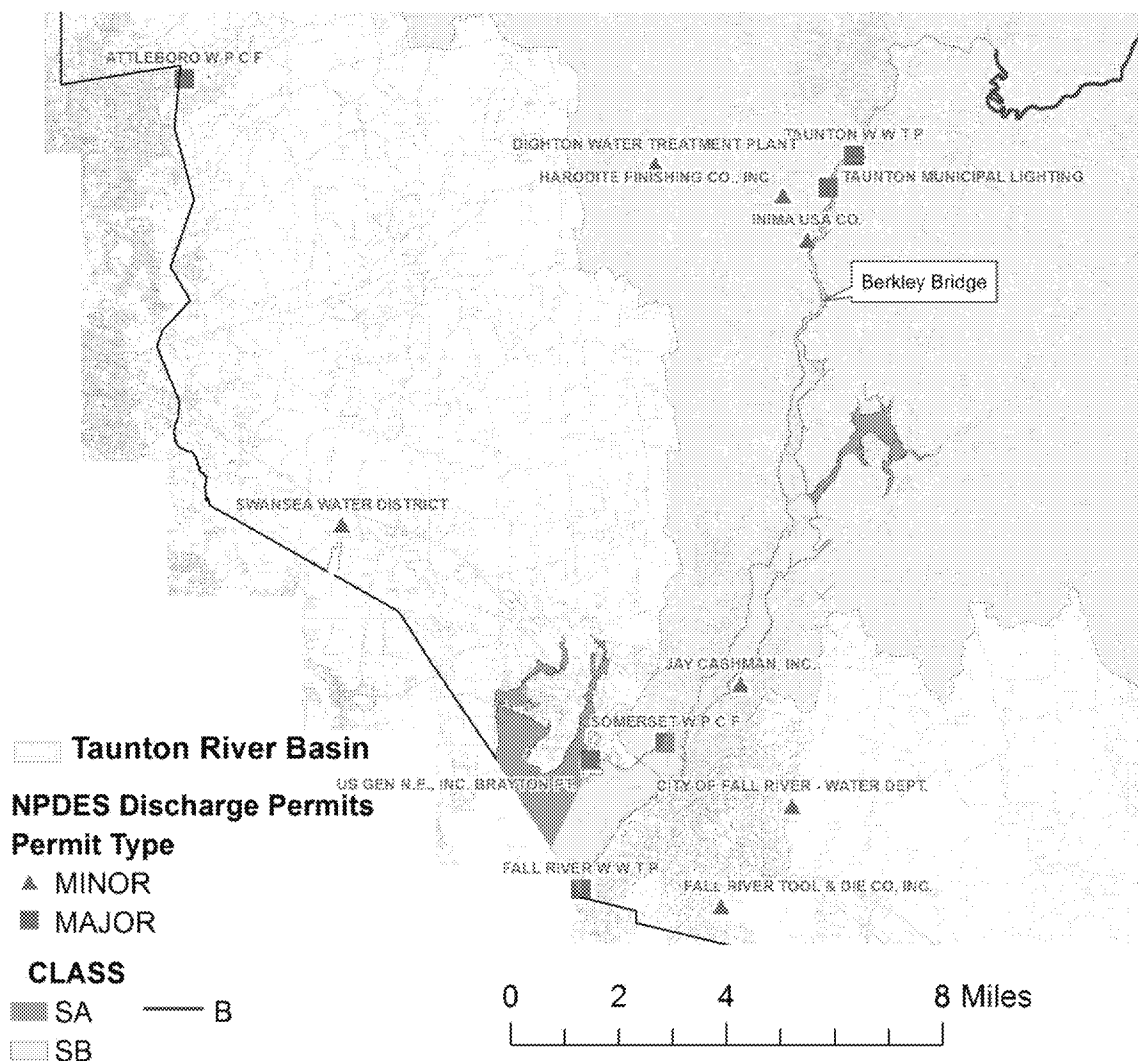 ATTLEBORO W P C F
TAUNTON W W T P
DIGHTON WATER TREATMENT PLANT
HARODITE FINISHING CO., INC
TAUNTON MUNICIPAL LIGHTING
INIMA USA CO.
Berkley Bridge
SWANSEA WATER DISTRICT
JAY CASHMAN, INC.
SOMERSET W P C F
US GEN N.E., INC. BRAYTON
CITY OF FALL RIVER - WATER DEPT.
FALL RIVER W W T P
FALL RIVER TOOL & DIE CO, INC.
Taunton River Basin
NPDES Discharge Permits
Permit Type
MINOR
MAJOR
CLASS
SA B
SB
0 2 4 8 Miles